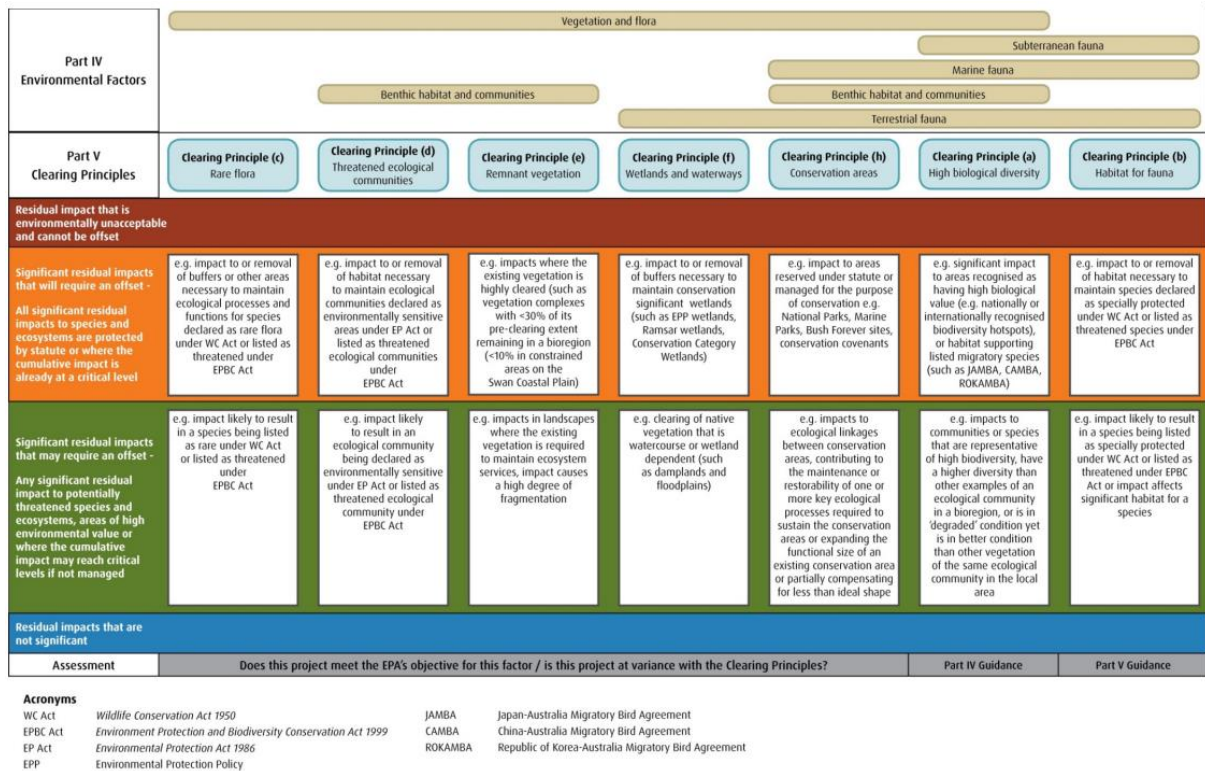 Part IV
Environmental Factors
Vegetation and flora
Subterranean fauna
Marine fauna
Benthic habitat and communities
Benthic habitat and communities
Terrestrial fauna
Part V
Clearing Principles
Clearing Principle (c)
Rare flora
Clearing Principle (d)
Threatened ecological
communities
Clearing Principle (e)
Remnant vegetation
Clearing Principle (f)
Wetlands and waterways
Clearing Principle (h)
Conservation areas
Clearing Principle (a)
High biological diversity
Clearing Principle (b)
Habitat for fauna
Residual impact that is
environmentally unacceptable
and cannot be offset
Significant residual impacts
that will require an offset -
All significant residual
impacts to species and
ecosystems are protected
by statute or where the
cumulative impact is
already at a critical level
e.g. impact to or removal
of buffers or other areas
necessary to maintain
ecological processes and
functions for species
declared as rare flora
under WC Act or listed as
threatened under
EPBC Act
e.g. impact to or removal
of habitat necessary
to maintain ecological
communities declared as
environmentally sensitive
areas under EP Act or
listed as threatened
ecological communities
under
EPBC Act
e.g. impacts where the
existing vegetation is
highly cleared (such as
vegetation complexes
with <30% of its
pre-clearing extent
remaining in a bioregion
(<10% in constrained
areas on the
Swan Coastal Plain)
e.g. impact to or removal
of buffers necessary to
maintain conservation
significant wetlands
(such as EPP wetlands,
Ramsar wetlands,
Conservation Category
Wetlands)
e.g. impact to areas
reserved under statute or
managed for the purpose
of conservation e.g.
National Parks, Marine
Parks, Bush Forever sites,
conservation covenants
e.g. significant impact
to areas recognised as
having high biological
value (e.g. nationally or
internationally recognised
biodiversity hotspots),
or habitat supporting
listed migratory species
(such as JAMBA, CAMBA,
ROKAMBA)
e.g. impact to or removal
of habitat necessary to
maintain species declared
as specially protected
under WC Act or listed as
threatened species under
EPBC Act
Significant residual impacts
that may require an offset -
Any significant residual
impact to potentially
threatened species and
ecosystems, areas of high
environmental value or
where the cumulative
impact may reach critical
levels if not managed
e.g. impact likely to result
in a species being listed
as rare under WC Act
or listed as threatened
under
EPBC Act
e.g. impact likely
to result in an
ecological community
being declared as
environmentally sensitive
under EP Act or listed as
threatened ecological
community under
EPBC Act
e.g. impacts in landscapes
where the existing
vegetation is required
to maintain ecosystem
services, impact causes
a high degree of
fragmentation
e.g. clearing of native
vegetation that is
watercourse or wetland
dependent (such
as damplands and
floodplains)
e.g. impacts to
ecological linkages
between conservation
areas, contributing to
the maintenance or
restorability of one or
more key ecological
processes required to
sustain the conservation
areas or expanding the
functional size of an
existing conservation area
or partially compensating
for less than ideal shape
e.g. impacts to
communities or species
that are representative
of high biodiversity, have
a higher diversity than
other examples of an
ecological community
in a bioregion, or is in
‘degraded’ condition yet
is in better condition
than other vegetation
of the same ecological
community in the local
area
e.g. impact likely to result
in a species being listed
as specially protected
under WC Act or listed as
threatened under EPBC
Act or impact affects
significant habitat for a
species
Residual impacts that are
not significant
Assessment
Does this project meet the EPA’s objective for this factor / is this project at variance with the Clearing Principles?
Part IV Guidance
Part V Guidance
Acronyms
WC Act Wildlife Conservation Act 1950
EPBC Act Environment Protection and Biodiversity Conservation Act 1999
EP Act Environmental Protection Act 1986
EPP Environmental Protection Policy
JAMBA Japan-Australia Migratory Bird Agreement
CAMBA China-Australia Migratory Bird Agreement
ROKAMBA Republic of Korea-Australia Migratory Bird Agreement